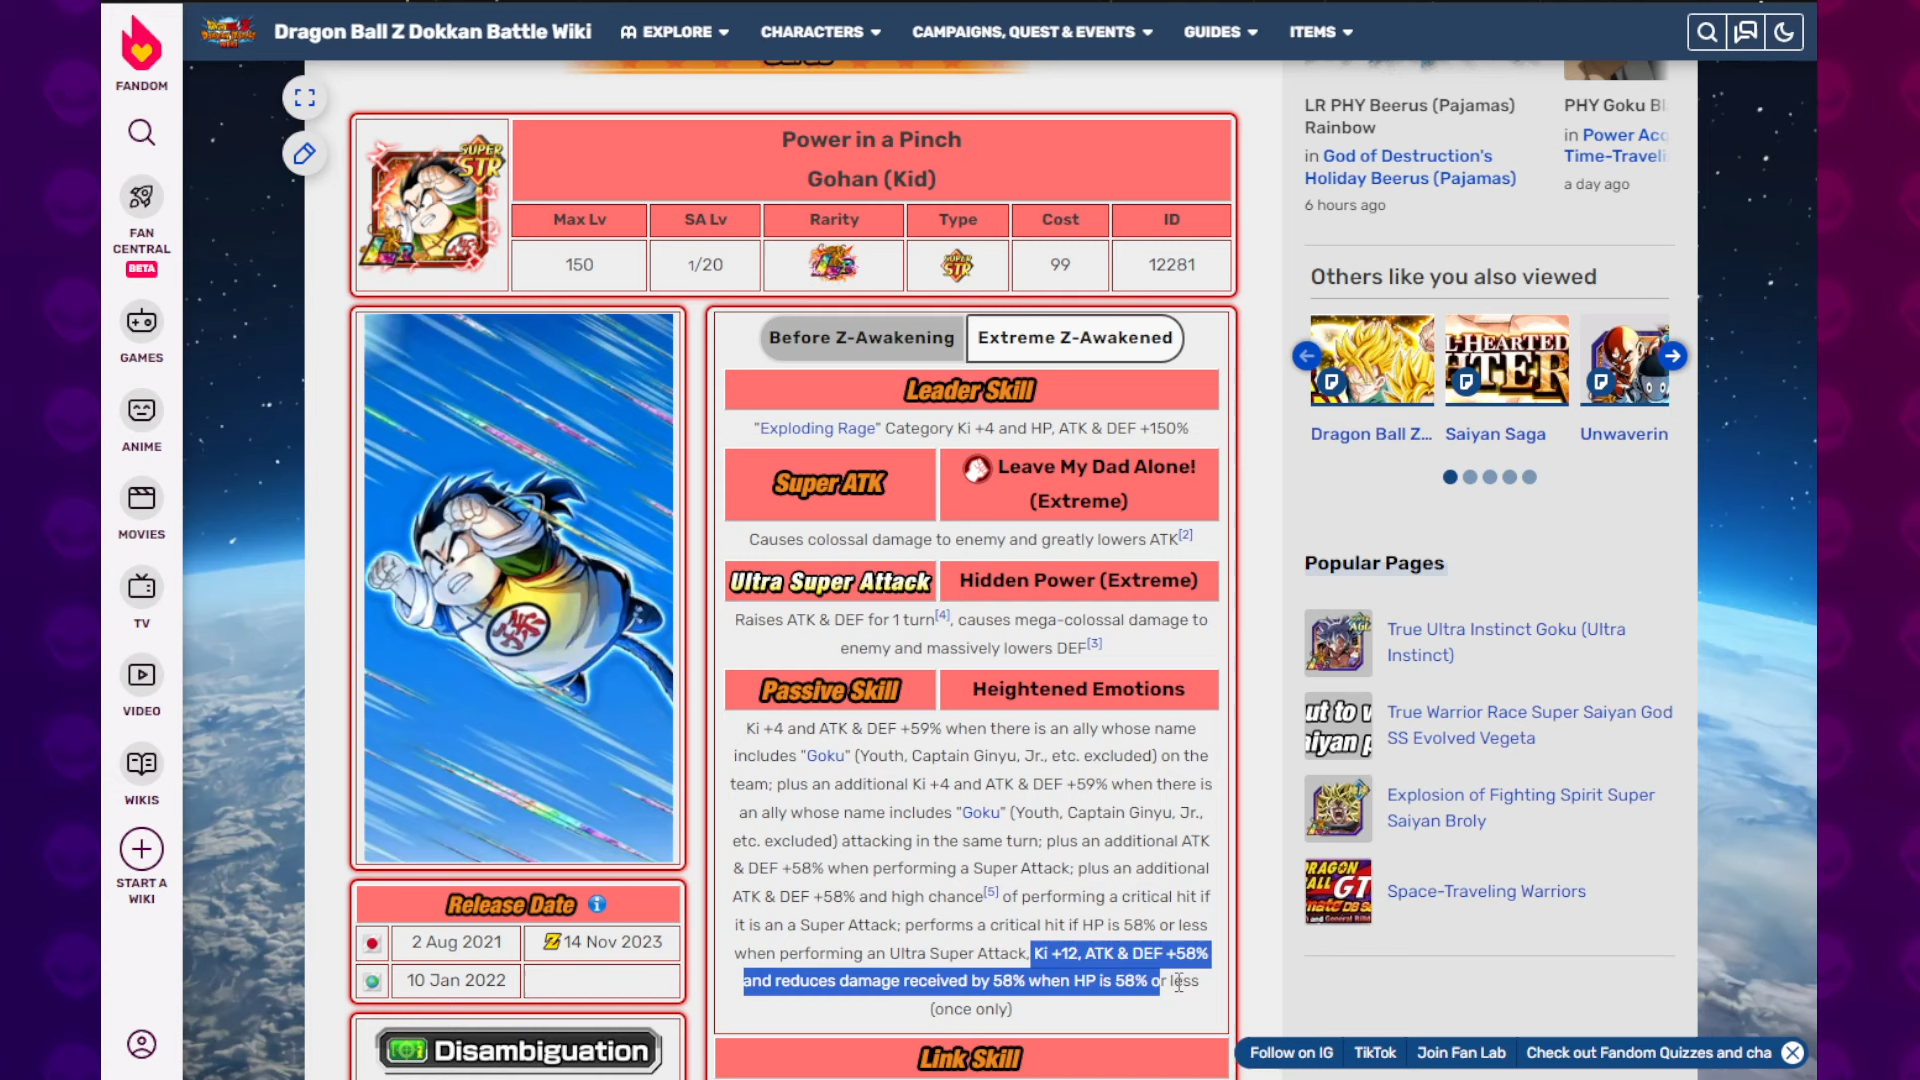 Dragon Ball Z Dokkan Battle Wiki
EXPLORE
CHARACTERS
CAMPAIGNS, QUEST & EVENTS
GUIDES
ITEMS
FANDOM
FAN CENTRAL
BETA
GAMES
ANIME
MOVIES
TV
VIDEO
WIKIS
START A WIKI
SUPER
STR
Power in a Pinch
Gohan (Kid)
Max Lv
SA Lv
Rarity
Type
Cost
ID
150
1/20
LR
SUPER STR
99
12281
Before Z-Awakening
Extreme Z-Awakened
Leader Skill
"Exploding Rage" Category Ki +4 and HP, ATK & DEF +150%
Super ATK
Leave My Dad Alone!
(Extreme)
Causes colossal damage to enemy and greatly lowers ATK[2]
Ultra Super Attack
Hidden Power (Extreme)
Raises ATK & DEF for 1 turn[4], causes mega-colossal damage to
enemy and massively lowers DEF[3]
Passive Skill
Heightened Emotions
Ki +4 and ATK & DEF +59% when there is an ally whose name
includes "Goku" (Youth, Captain Ginyu, Jr., etc. excluded) on the
team; plus an additional Ki +4 and ATK & DEF +59% when there is
an ally whose name includes "Goku" (Youth, Captain Ginyu, Jr.,
etc. excluded) attacking in the same turn; plus an additional ATK
& DEF +58% when performing a Super Attack; plus an additional
ATK & DEF +58% and high chance[5] of performing a critical hit if
it is an a Super Attack; performs a critical hit if HP is 58% or less
when performing an Ultra Super Attack, Ki +12, ATK & DEF +58%
and reduces damage received by 58% when HP is 58% or less
(once only)
Link Skill
Release Date
2 Aug 2021
Z 14 Nov 2023
10 Jan 2022
Disambiguation
LR PHY Beerus (Pajamas)
Rainbow
in God of Destruction's
Holiday Beerus (Pajamas)
6 hours ago
PHY Goku Bl
in Power Acq
Time-Traveli
a day ago
Others like you also viewed
L-HEARTED
HTER
Dragon Ball Z...
Saiyan Saga
Unwaverin
Popular Pages
True Ultra Instinct Goku (Ultra
Instinct)
ut to v
iyan p
True Warrior Race Super Saiyan God
SS Evolved Vegeta
Explosion of Fighting Spirit Super
Saiyan Broly
DRAGON
ALL GT
Space-Traveling Warriors
Follow on IG
TikTok
Join Fan Lab
Check out Fandom Quizzes and cha